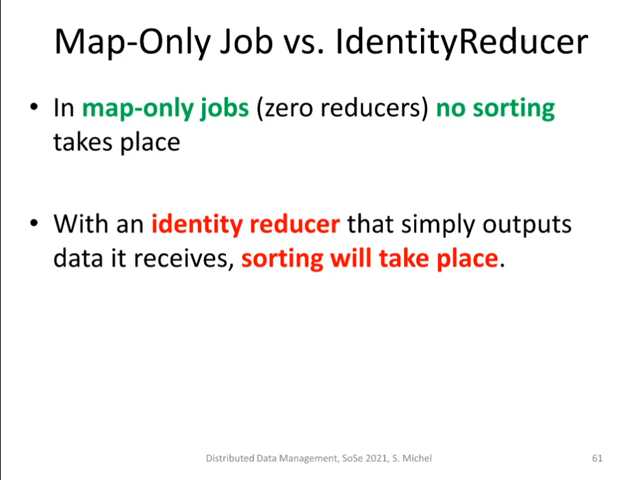 Map-Only Job vs. IdentityReducer
• In map-only jobs (zero reducers) no sorting
takes place
• With an identity reducer that simply outputs
data it receives, sorting will take place.
Distributed Data Management, SoSe 2021, S. Michel
61